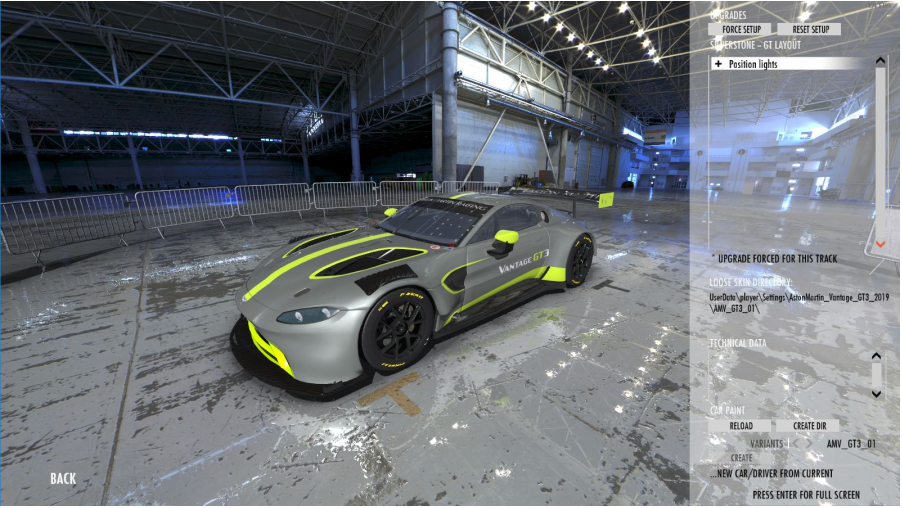 UPGRADES
FORCE SETUP
RESET SETUP
SILVERSTONE - GT LAYOUT
+ Position lights
* UPGRADE FORCED FOR THIS TRACK
LOOSE SKIN DIRECTORY:
UserData\player\Settings\AstonMartin_Vantage_GT3_2019
\AMV_GT3_01\
TECHNICAL DATA
CAR PAINT
RELOAD
CREATE DIR
VARIANTS
AMV_GT3_01
CREATE
...NEW CAR/DRIVER FROM CURRENT
PRESS ENTER FOR FULL SCREEN
BACK
VANTAGE GT3
P ZERO